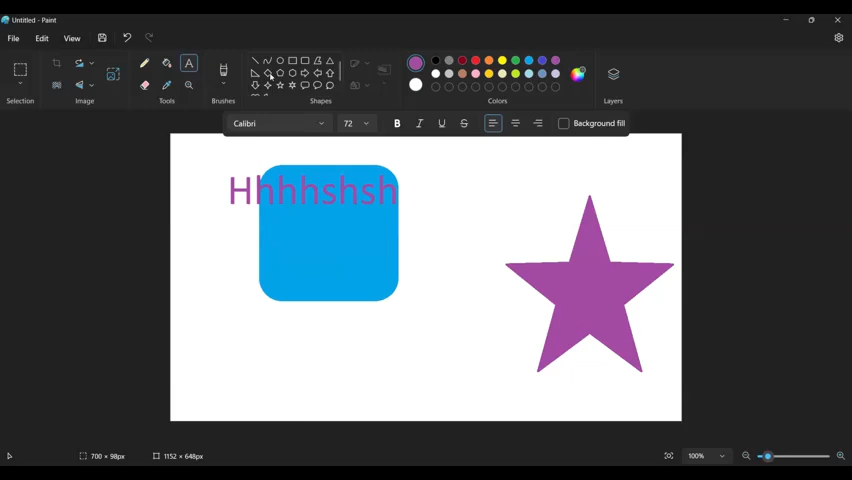 Untitled - Paint
File Edit View
Selection Image Tools Brushes Shapes Colors Layers
Calibri 72 B I U S Background fill
Hhhhshsh
700 × 98px 1152 × 648px 100%